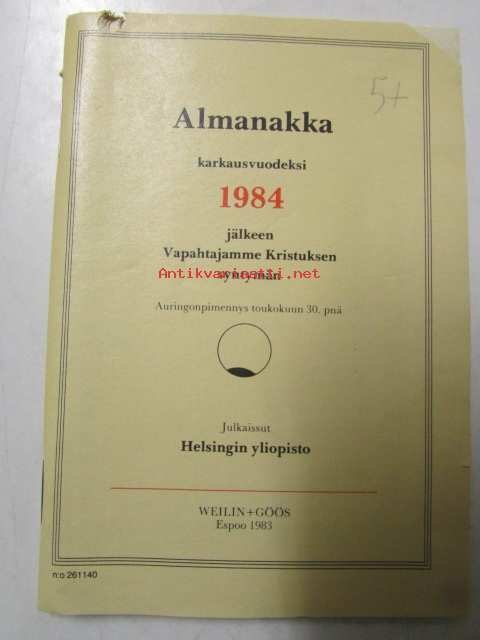 5+
Almanakka
karkausvuodeksi
1984
jälkeen
Vapahtajamme Kristuksen
Antikvariaatti.net
syntymän
Auringonpimennys toukokuun 30. pnä
Julkaissut
Helsingin yliopisto
WEILIN+GÖÖS
Espoo 1983
n:o 261140